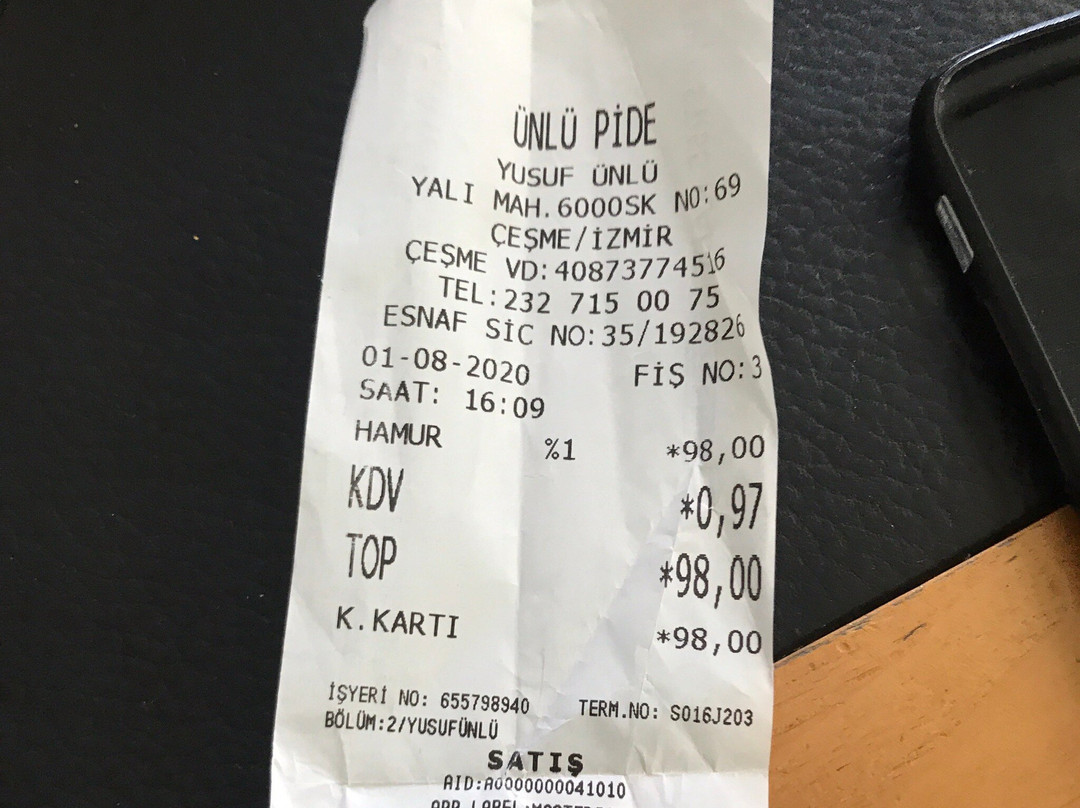 ÜNLÜ PİDE
YUSUF ÜNLÜ
YALI MAH. 6000SK NO:69
ÇEŞME/İZMİR
ÇEŞME VD:40873774516
TEL:232 715 00 75
ESNAF SİC NO:35/192826
01-08-2020 FİŞ NO:3
SAAT: 16:09
HAMUR %1 *98,00
KDV *0,97
TOP *98,00
K.KARTI *98,00
İŞYERİ NO: 655798940 TERM.NO: S016J203
BÖLÜM:2/YUSUFÜNLÜ
SATIŞ
AID:A0000000041010
APP LABEL: